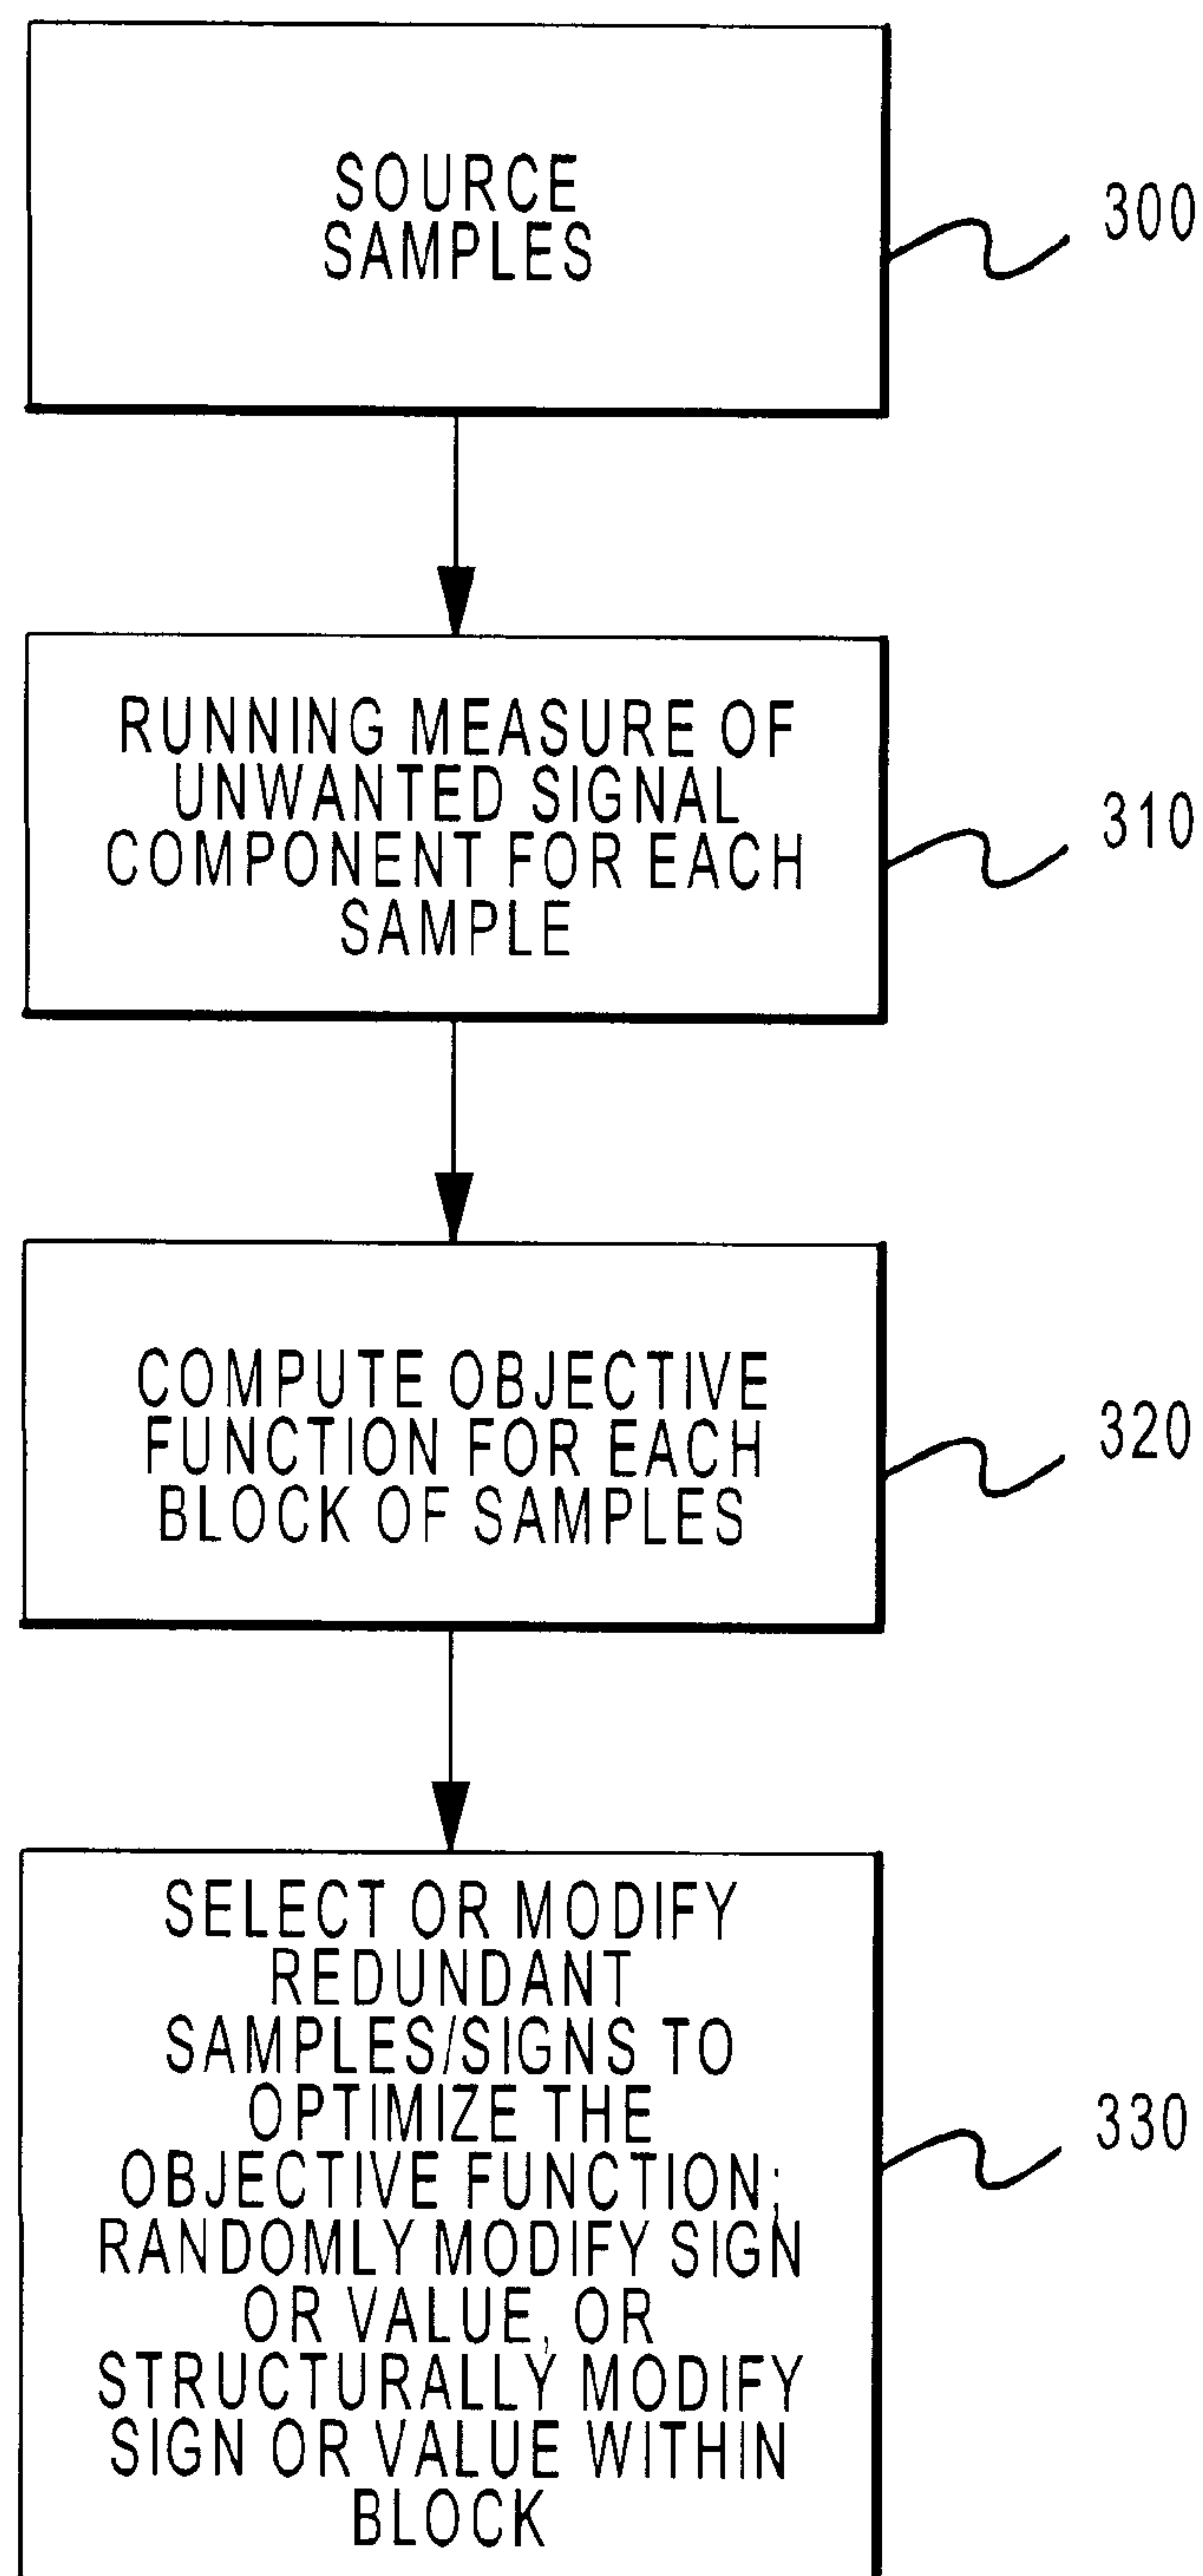 SOURCE
SAMPLES
300
RUNNING MEASURE OF
UNWANTED SIGNAL
COMPONENT FOR EACH
SAMPLE
310
COMPUTE OBJECTIVE
FUNCTION FOR EACH
BLOCK OF SAMPLES
320
SELECT OR MODIFY
REDUNDANT
SAMPLES/SIGNS TO
OPTIMIZE THE
OBJECTIVE FUNCTION;
RANDOMLY MODIFY SIGN
OR VALUE, OR
STRUCTURALLY MODIFY
SIGN OR VALUE WITHIN
BLOCK
330